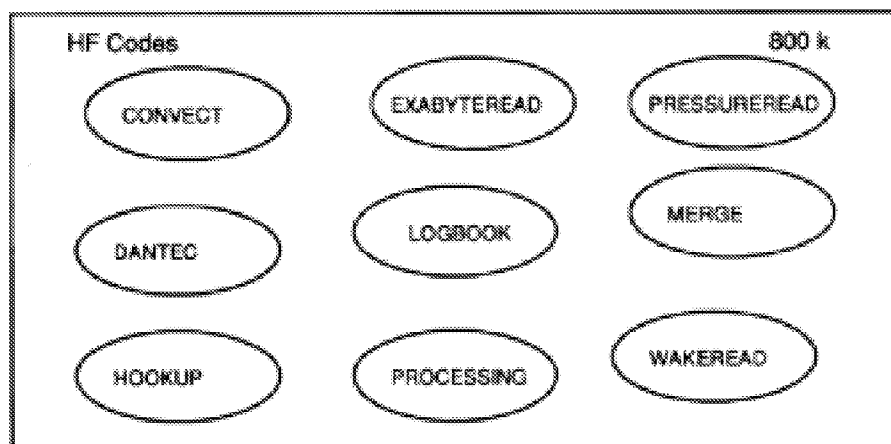 HF Codes 800 k
CONVECT EXABYTEREAD PRESSUREREAD
DANTEC LOGBOOK MERGE
HOOKUP PROCESSING WAKEREAD